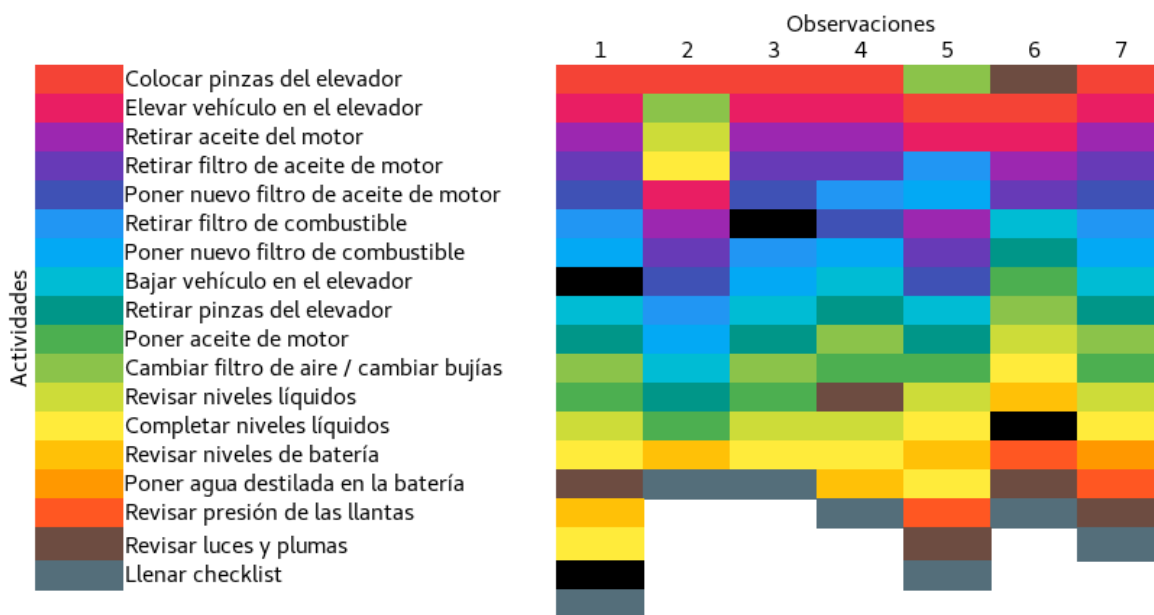 Observaciones
1 2 3 4 5 6 7
Actividades
Colocar pinzas del elevador
Elevar vehículo en el elevador
Retirar aceite del motor
Retirar filtro de aceite de motor
Poner nuevo filtro de aceite de motor
Retirar filtro de combustible
Poner nuevo filtro de combustible
Bajar vehículo en el elevador
Retirar pinzas del elevador
Poner aceite de motor
Cambiar filtro de aire / cambiar bujías
Revisar niveles líquidos
Completar niveles líquidos
Revisar niveles de batería
Poner agua destilada en la batería
Revisar presión de las llantas
Revisar luces y plumas
Llenar checklist